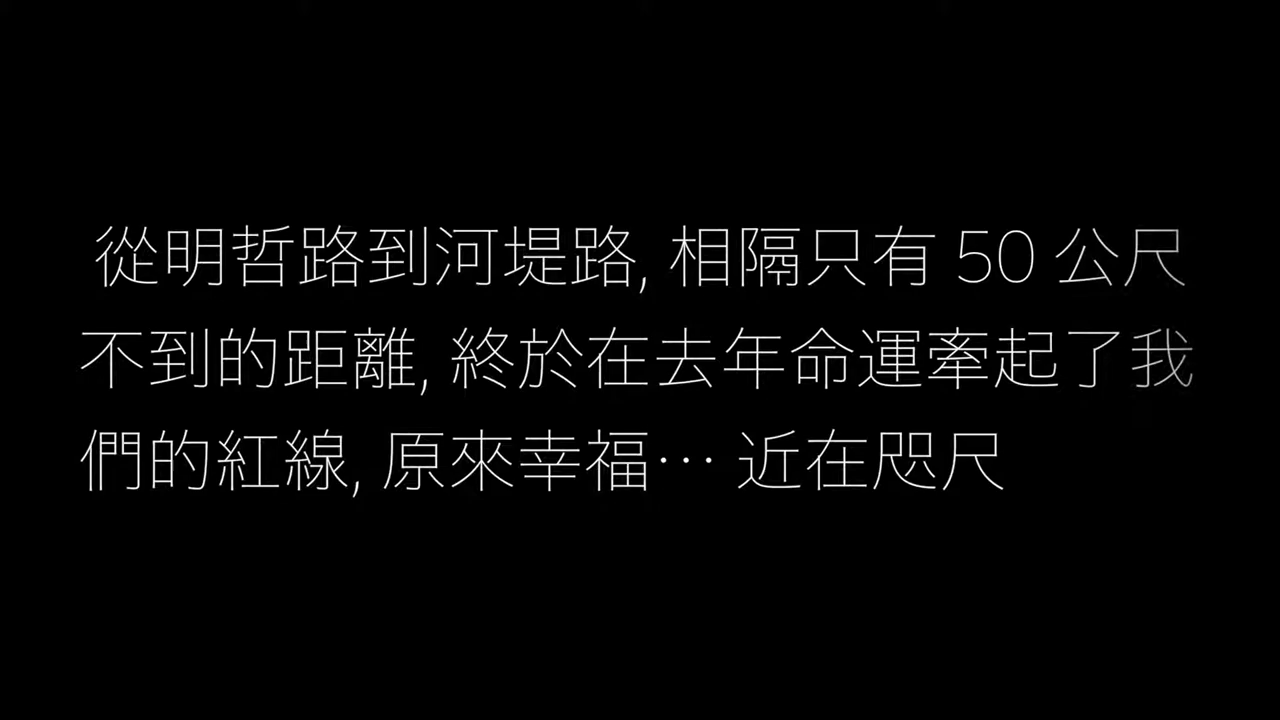 從明哲路到河堤路, 相隔只有 50 公尺
不到的距離, 終於在去年命運牽起了我
們的紅線, 原來幸福… 近在咫尺